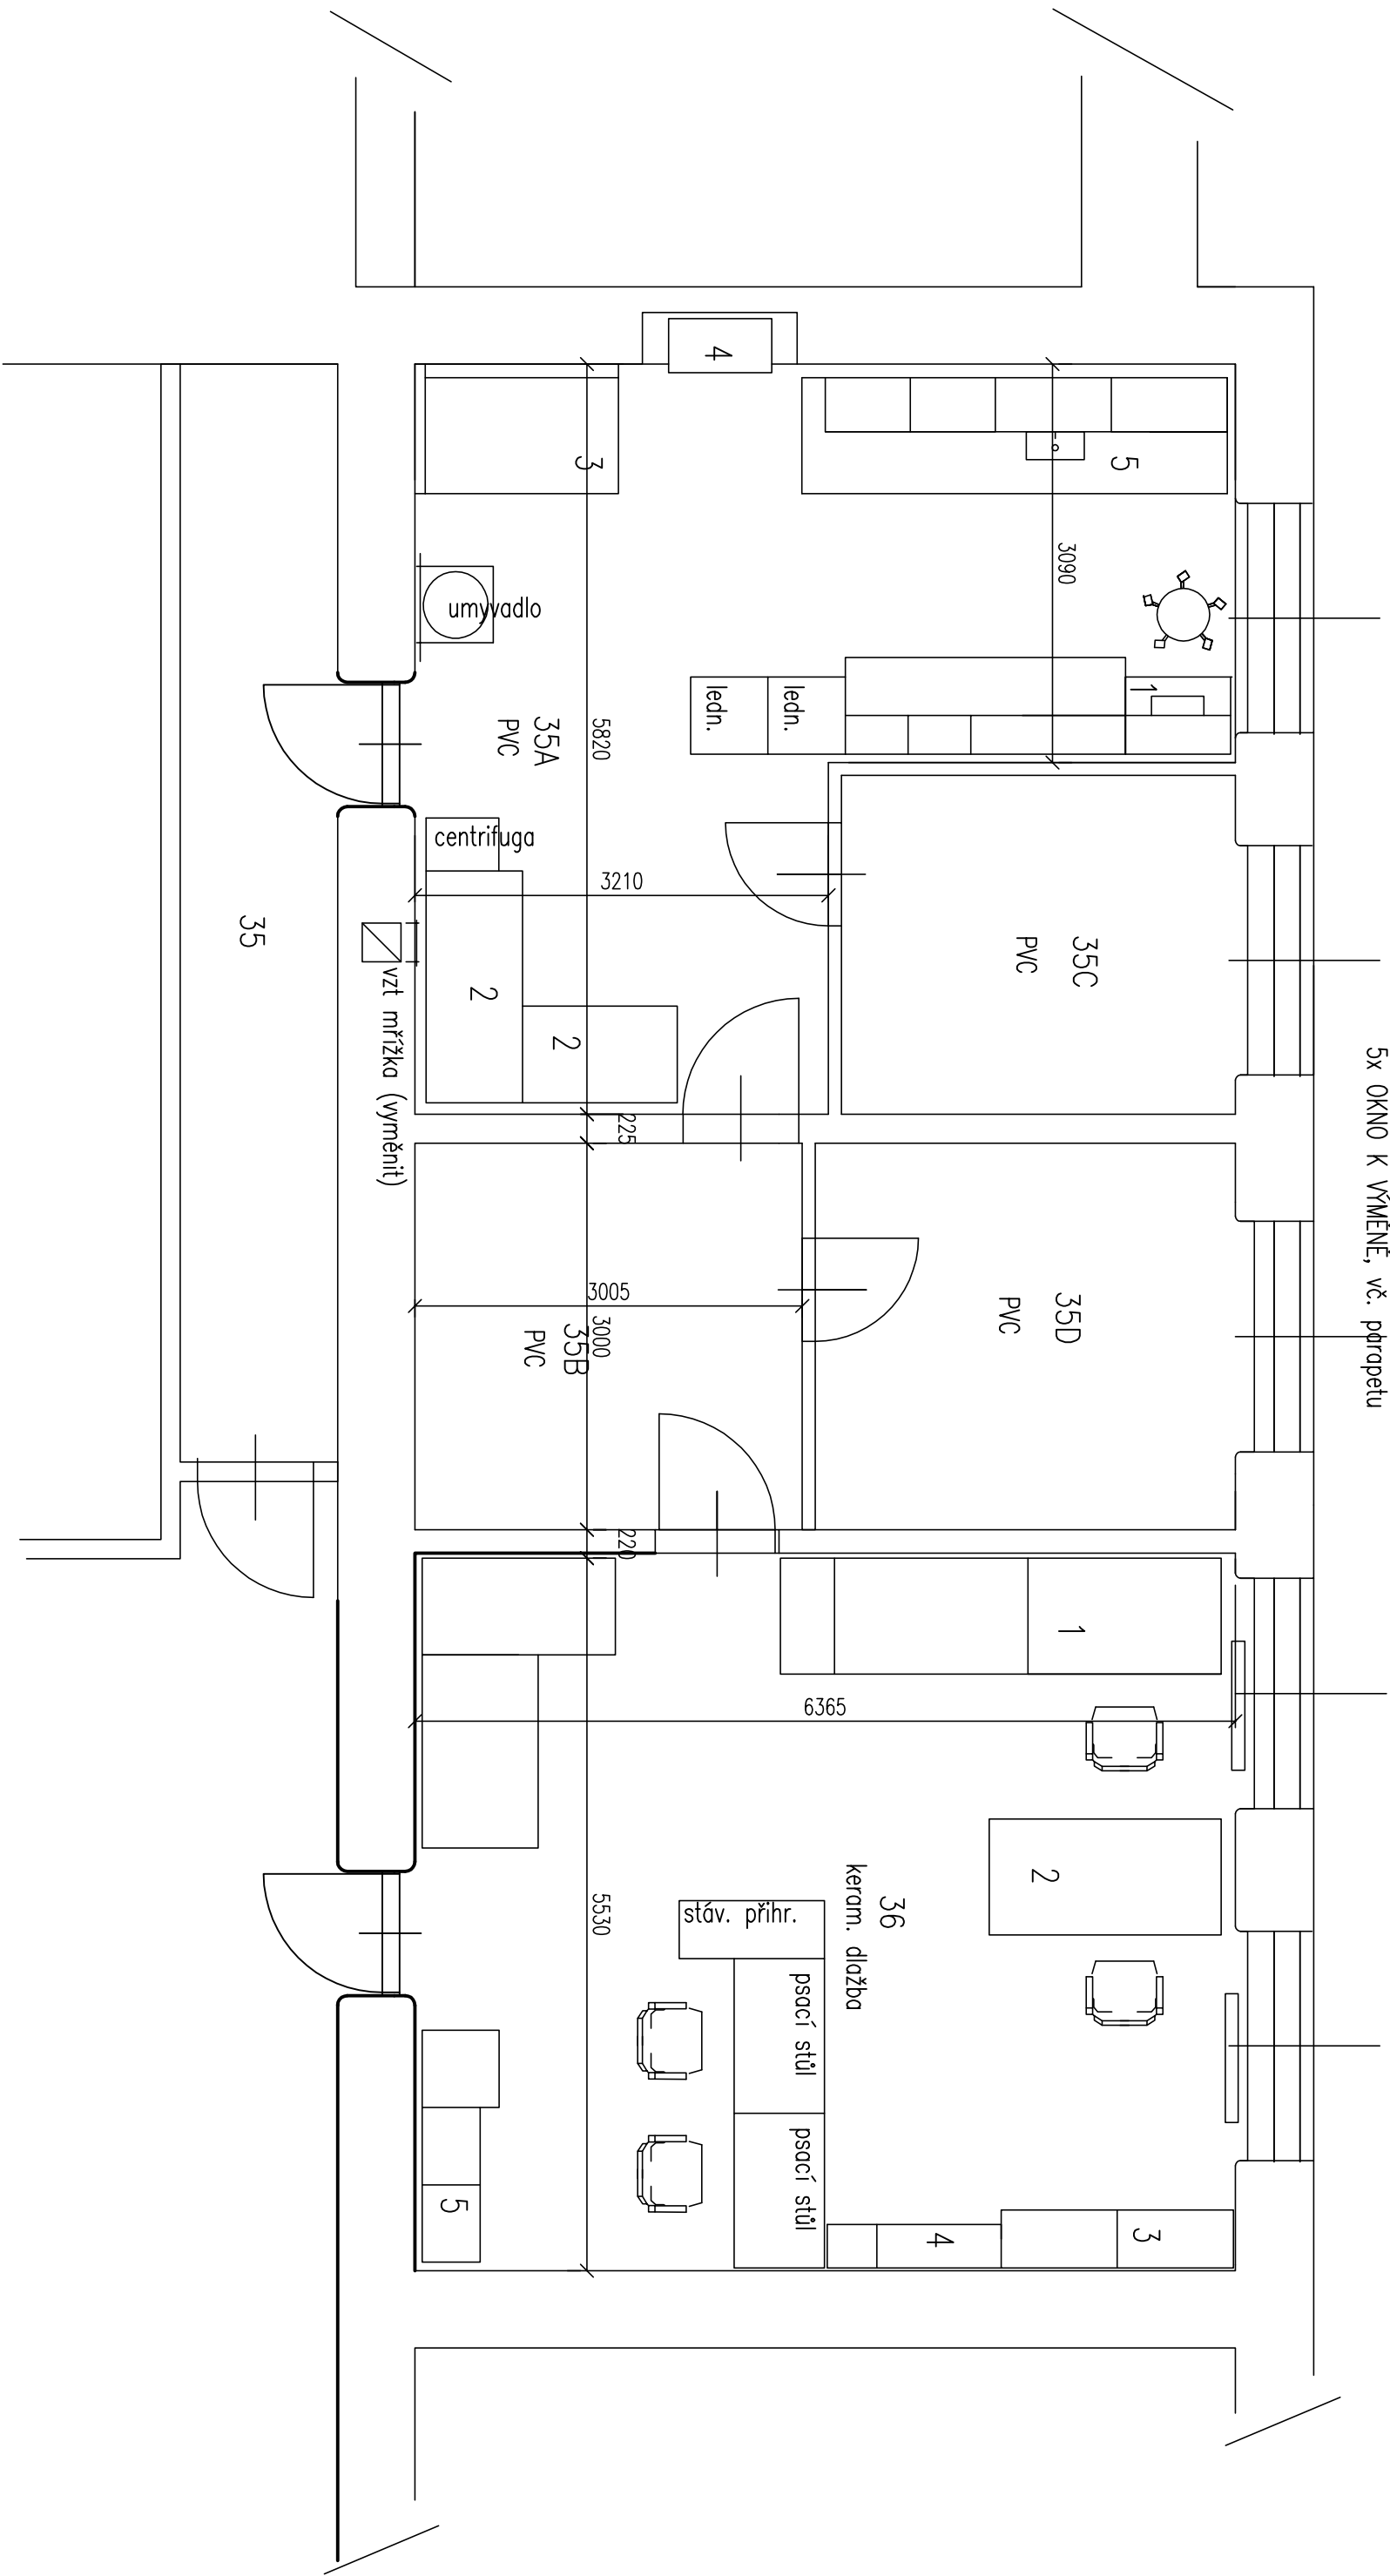 5x OKNO K VÝMĚNĚ, vč. parapetu
4
3
5
3090
umyvadlo
1
ledn.
ledn.
35A
PVC
5820
centrifuga
3210
35C
PVC
35
vzt mřížka (vyměnit)
2
2
225
3005
3000
35B
PVC
35D
PVC
220
1
6365
2
36
keram. dlažba
5530
stáv. přihr.
psací stůl
psací stůl
5
4
3